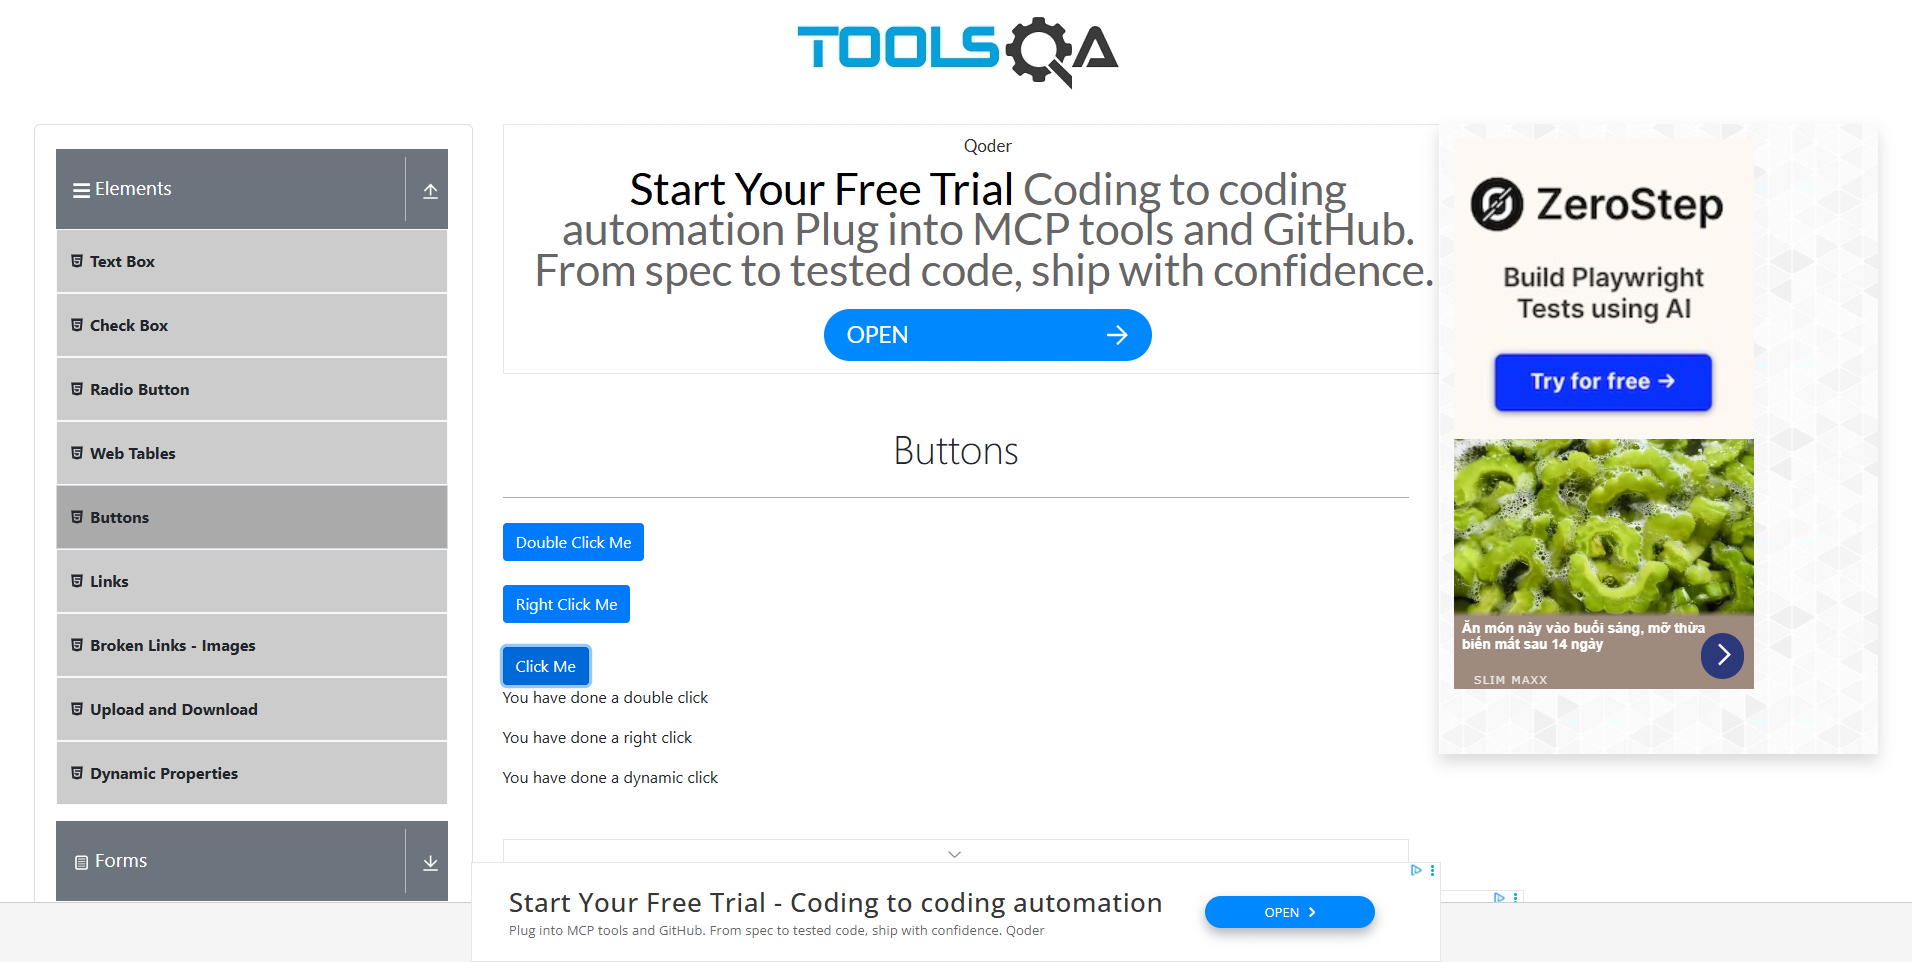 TOOLSQA
Elements
Text Box
Check Box
Radio Button
Web Tables
Buttons
Links
Broken Links - Images
Upload and Download
Dynamic Properties
Forms
Qoder
Start Your Free Trial Coding to coding
automation Plug into MCP tools and GitHub.
From spec to tested code, ship with confidence.
OPEN
Buttons
Double Click Me
Right Click Me
Click Me
You have done a double click
You have done a right click
You have done a dynamic click
ZeroStep
Build Playwright
Tests using AI
Try for free
Ăn món này vào buổi sáng, mỡ thừa
biến mất sau 14 ngày
SLIM MAXX
Start Your Free Trial - Coding to coding automation
Plug into MCP tools and GitHub. From spec to tested code, ship with confidence. Qoder
OPEN